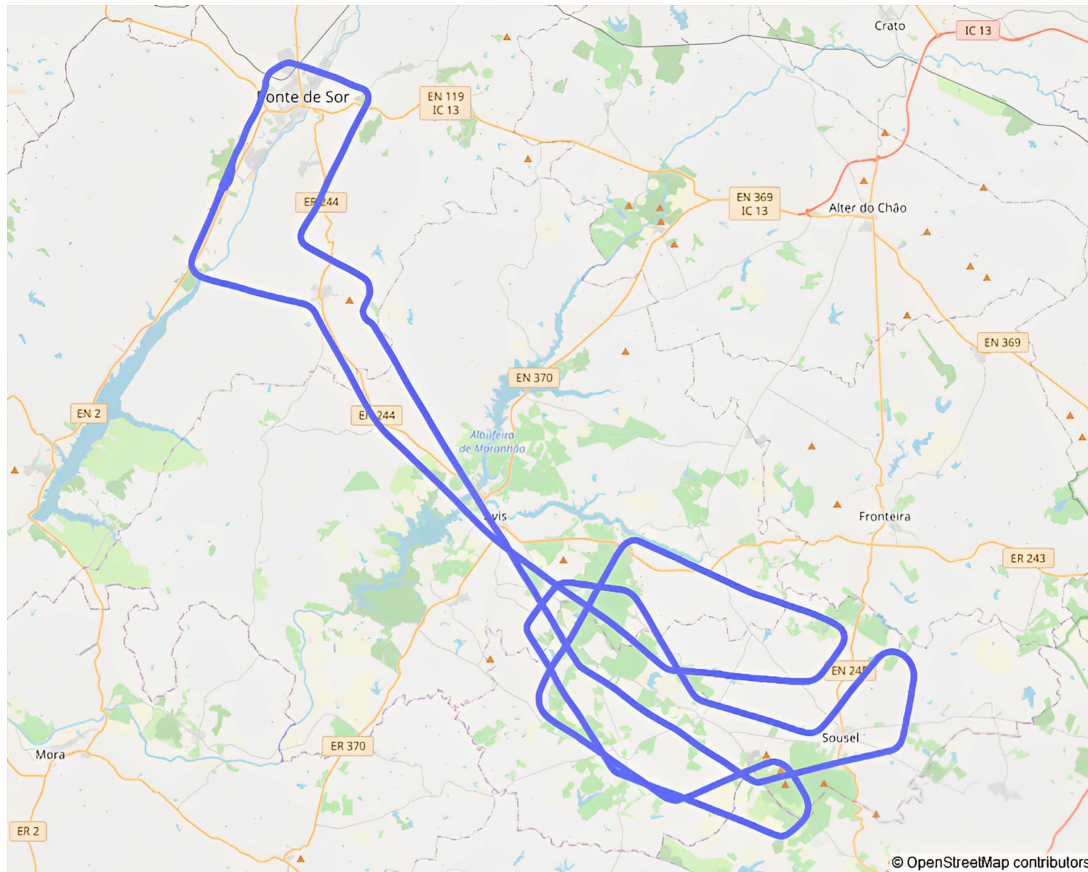 Crato
IC 13
Ponte de Sor
EN 119
IC 13
ER 244
EN 369
IC 13
Alter do Chão
EN 369
EN 370
EN 2
ER 244
Albufeira
de Maranhão
Avis
Fronteira
ER 243
EN 245
Sousel
Mora
ER 370
ER 2
© OpenStreetMap contributors